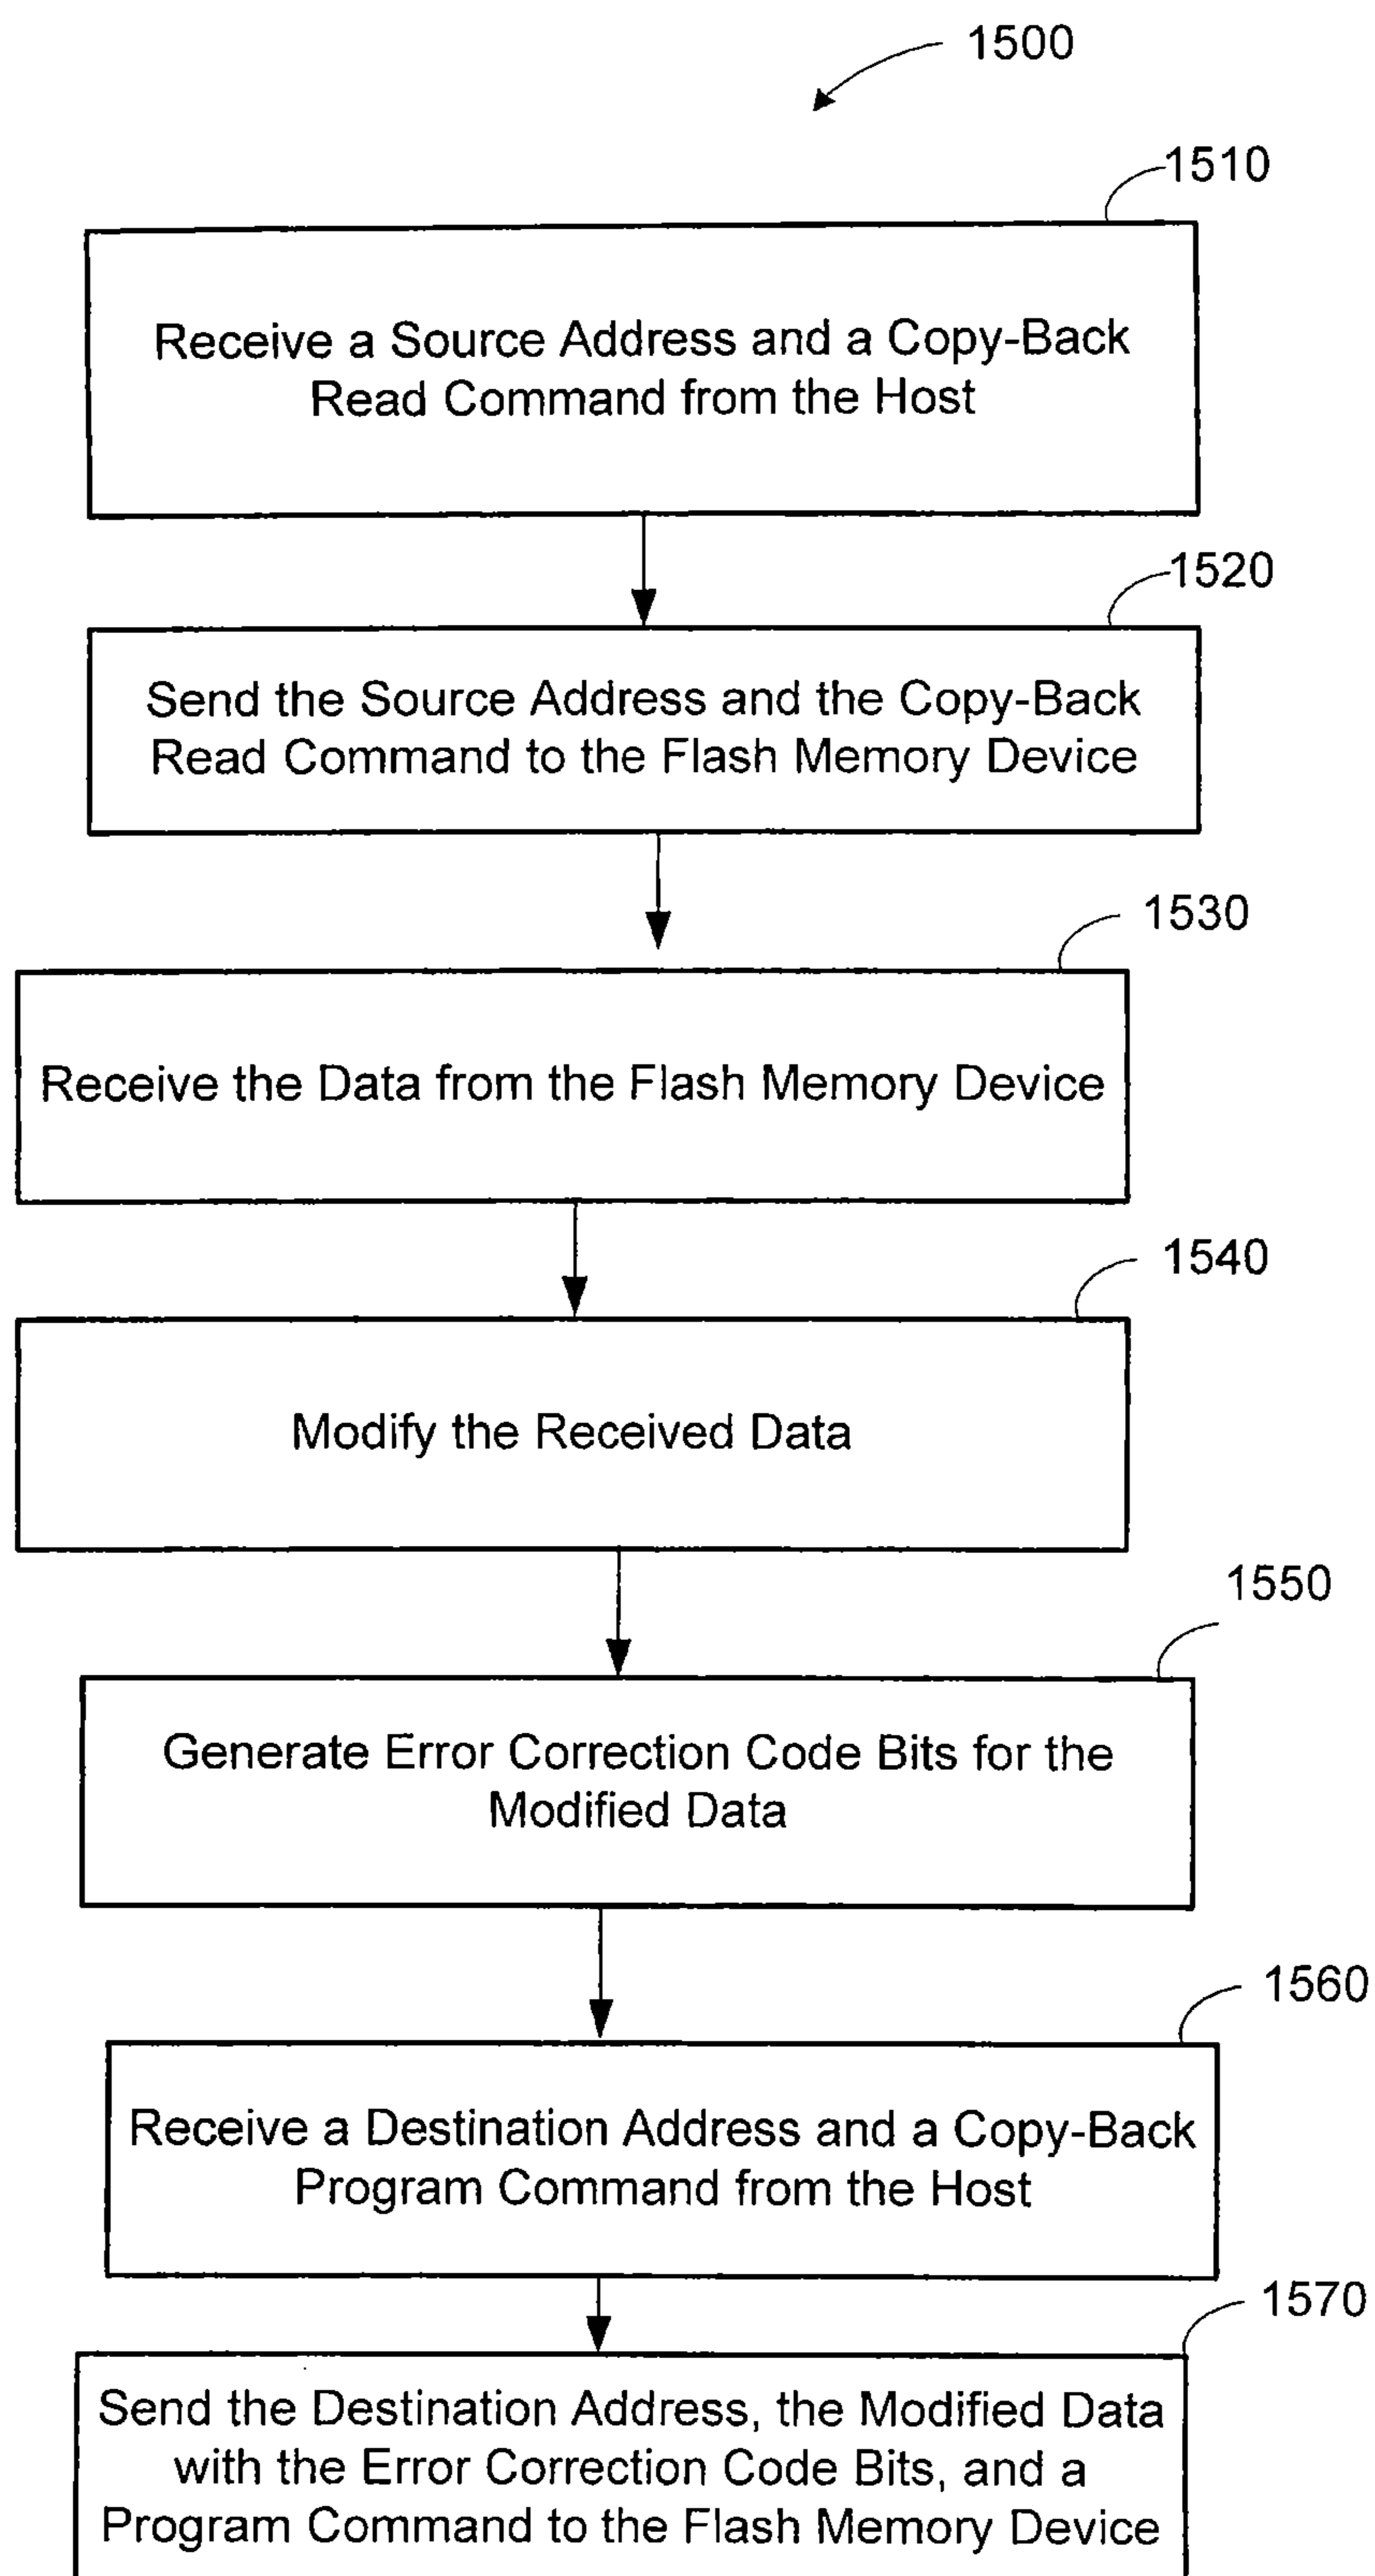 1500
1510
Receive a Source Address and a Copy-Back
Read Command from the Host
1520
Send the Source Address and the Copy-Back
Read Command to the Flash Memory Device
1530
Receive the Data from the Flash Memory Device
1540
Modify the Received Data
1550
Generate Error Correction Code Bits for the
Modified Data
1560
Receive a Destination Address and a Copy-Back
Program Command from the Host
1570
Send the Destination Address, the Modified Data
with the Error Correction Code Bits, and a
Program Command to the Flash Memory Device